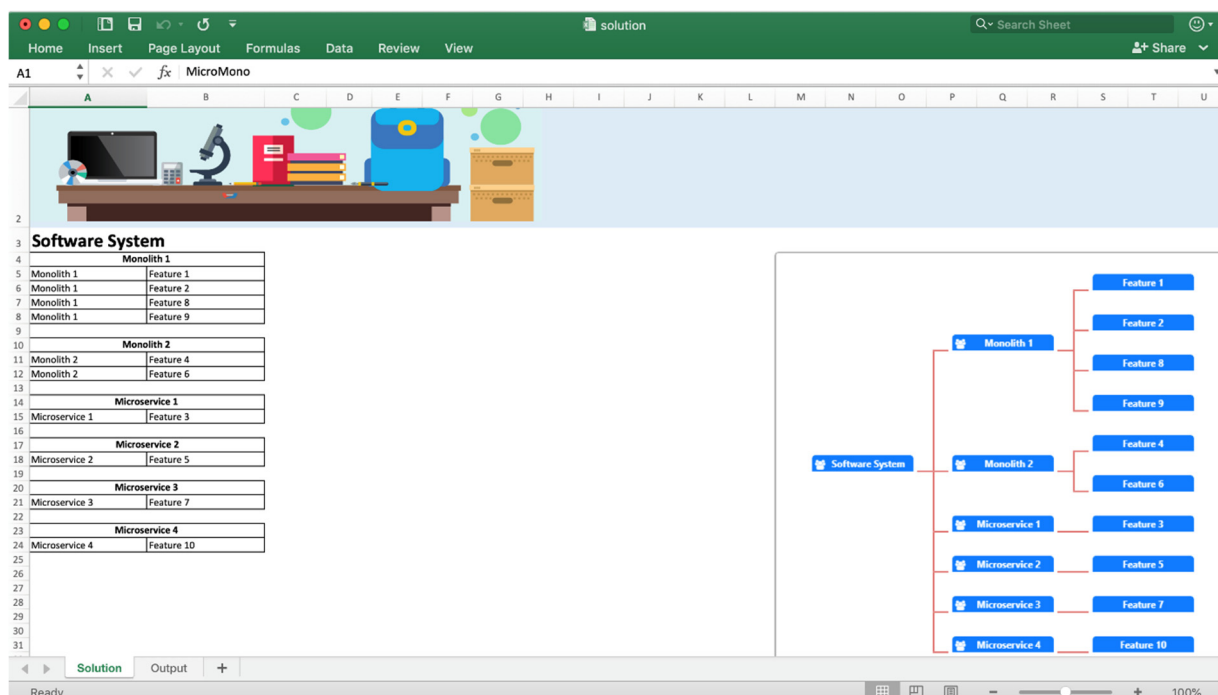 solution
Search Sheet
Home Insert Page Layout Formulas Data Review View
Share
A1 fx MicroMono
A B C D E F G H I J K L M N O P Q R S T U
2
3 Software System
4 Monolith 1
5 Monolith 1 Feature 1
6 Monolith 1 Feature 2
7 Monolith 1 Feature 8
8 Monolith 1 Feature 9
9
10 Monolith 2
11 Monolith 2 Feature 4
12 Monolith 2 Feature 6
13
14 Microservice 1
15 Microservice 1 Feature 3
16
17 Microservice 2
18 Microservice 2 Feature 5
19
20 Microservice 3
21 Microservice 3 Feature 7
22
23 Microservice 4
24 Microservice 4 Feature 10
25
26
27
28
29
30
31
Software System
Monolith 1
Feature 1
Feature 2
Feature 8
Feature 9
Monolith 2
Feature 4
Feature 6
Microservice 1 Feature 3
Microservice 2 Feature 5
Microservice 3 Feature 7
Microservice 4 Feature 10
Solution Output +
Ready
100%